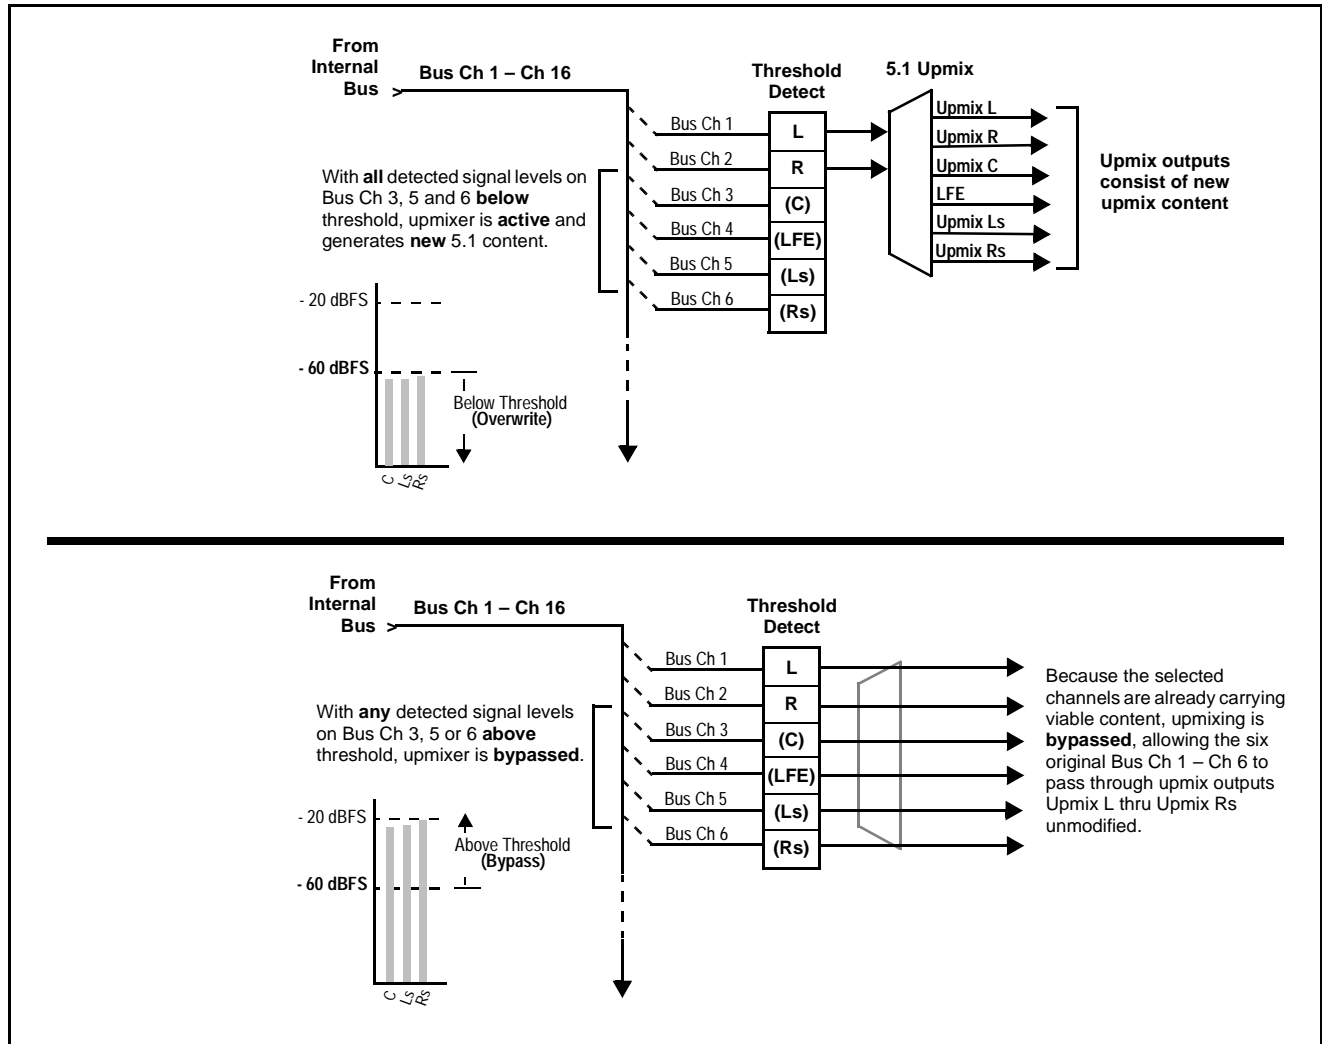 From
Internal
Bus >
Bus Ch 1 – Ch 16
Threshold
Detect
5.1 Upmix
Bus Ch 1
Bus Ch 2
Bus Ch 3
Bus Ch 4
Bus Ch 5
Bus Ch 6
L
R
(C)
(LFE)
(Ls)
(Rs)
Upmix L
Upmix R
Upmix C
LFE
Upmix Ls
Upmix Rs
Upmix outputs
consist of new
upmix content
With all detected signal levels on
Bus Ch 3, 5 and 6 below
threshold, upmixer is active and
generates new 5.1 content.
- 20 dBFS
- 60 dBFS
Below Threshold
(Overwrite)
C
Ls
Rs
From
Internal
Bus >
Bus Ch 1 – Ch 16
Threshold
Detect
Bus Ch 1
Bus Ch 2
Bus Ch 3
Bus Ch 4
Bus Ch 5
Bus Ch 6
L
R
(C)
(LFE)
(Ls)
(Rs)
Because the selected
channels are already carrying
viable content, upmixing is
bypassed, allowing the six
original Bus Ch 1 – Ch 6 to
pass through upmix outputs
Upmix L thru Upmix Rs
unmodified.
With any detected signal levels
on Bus Ch 3, 5 or 6 above
threshold, upmixer is bypassed.
- 20 dBFS
- 60 dBFS
Above Threshold
(Bypass)
C
Ls
Rs